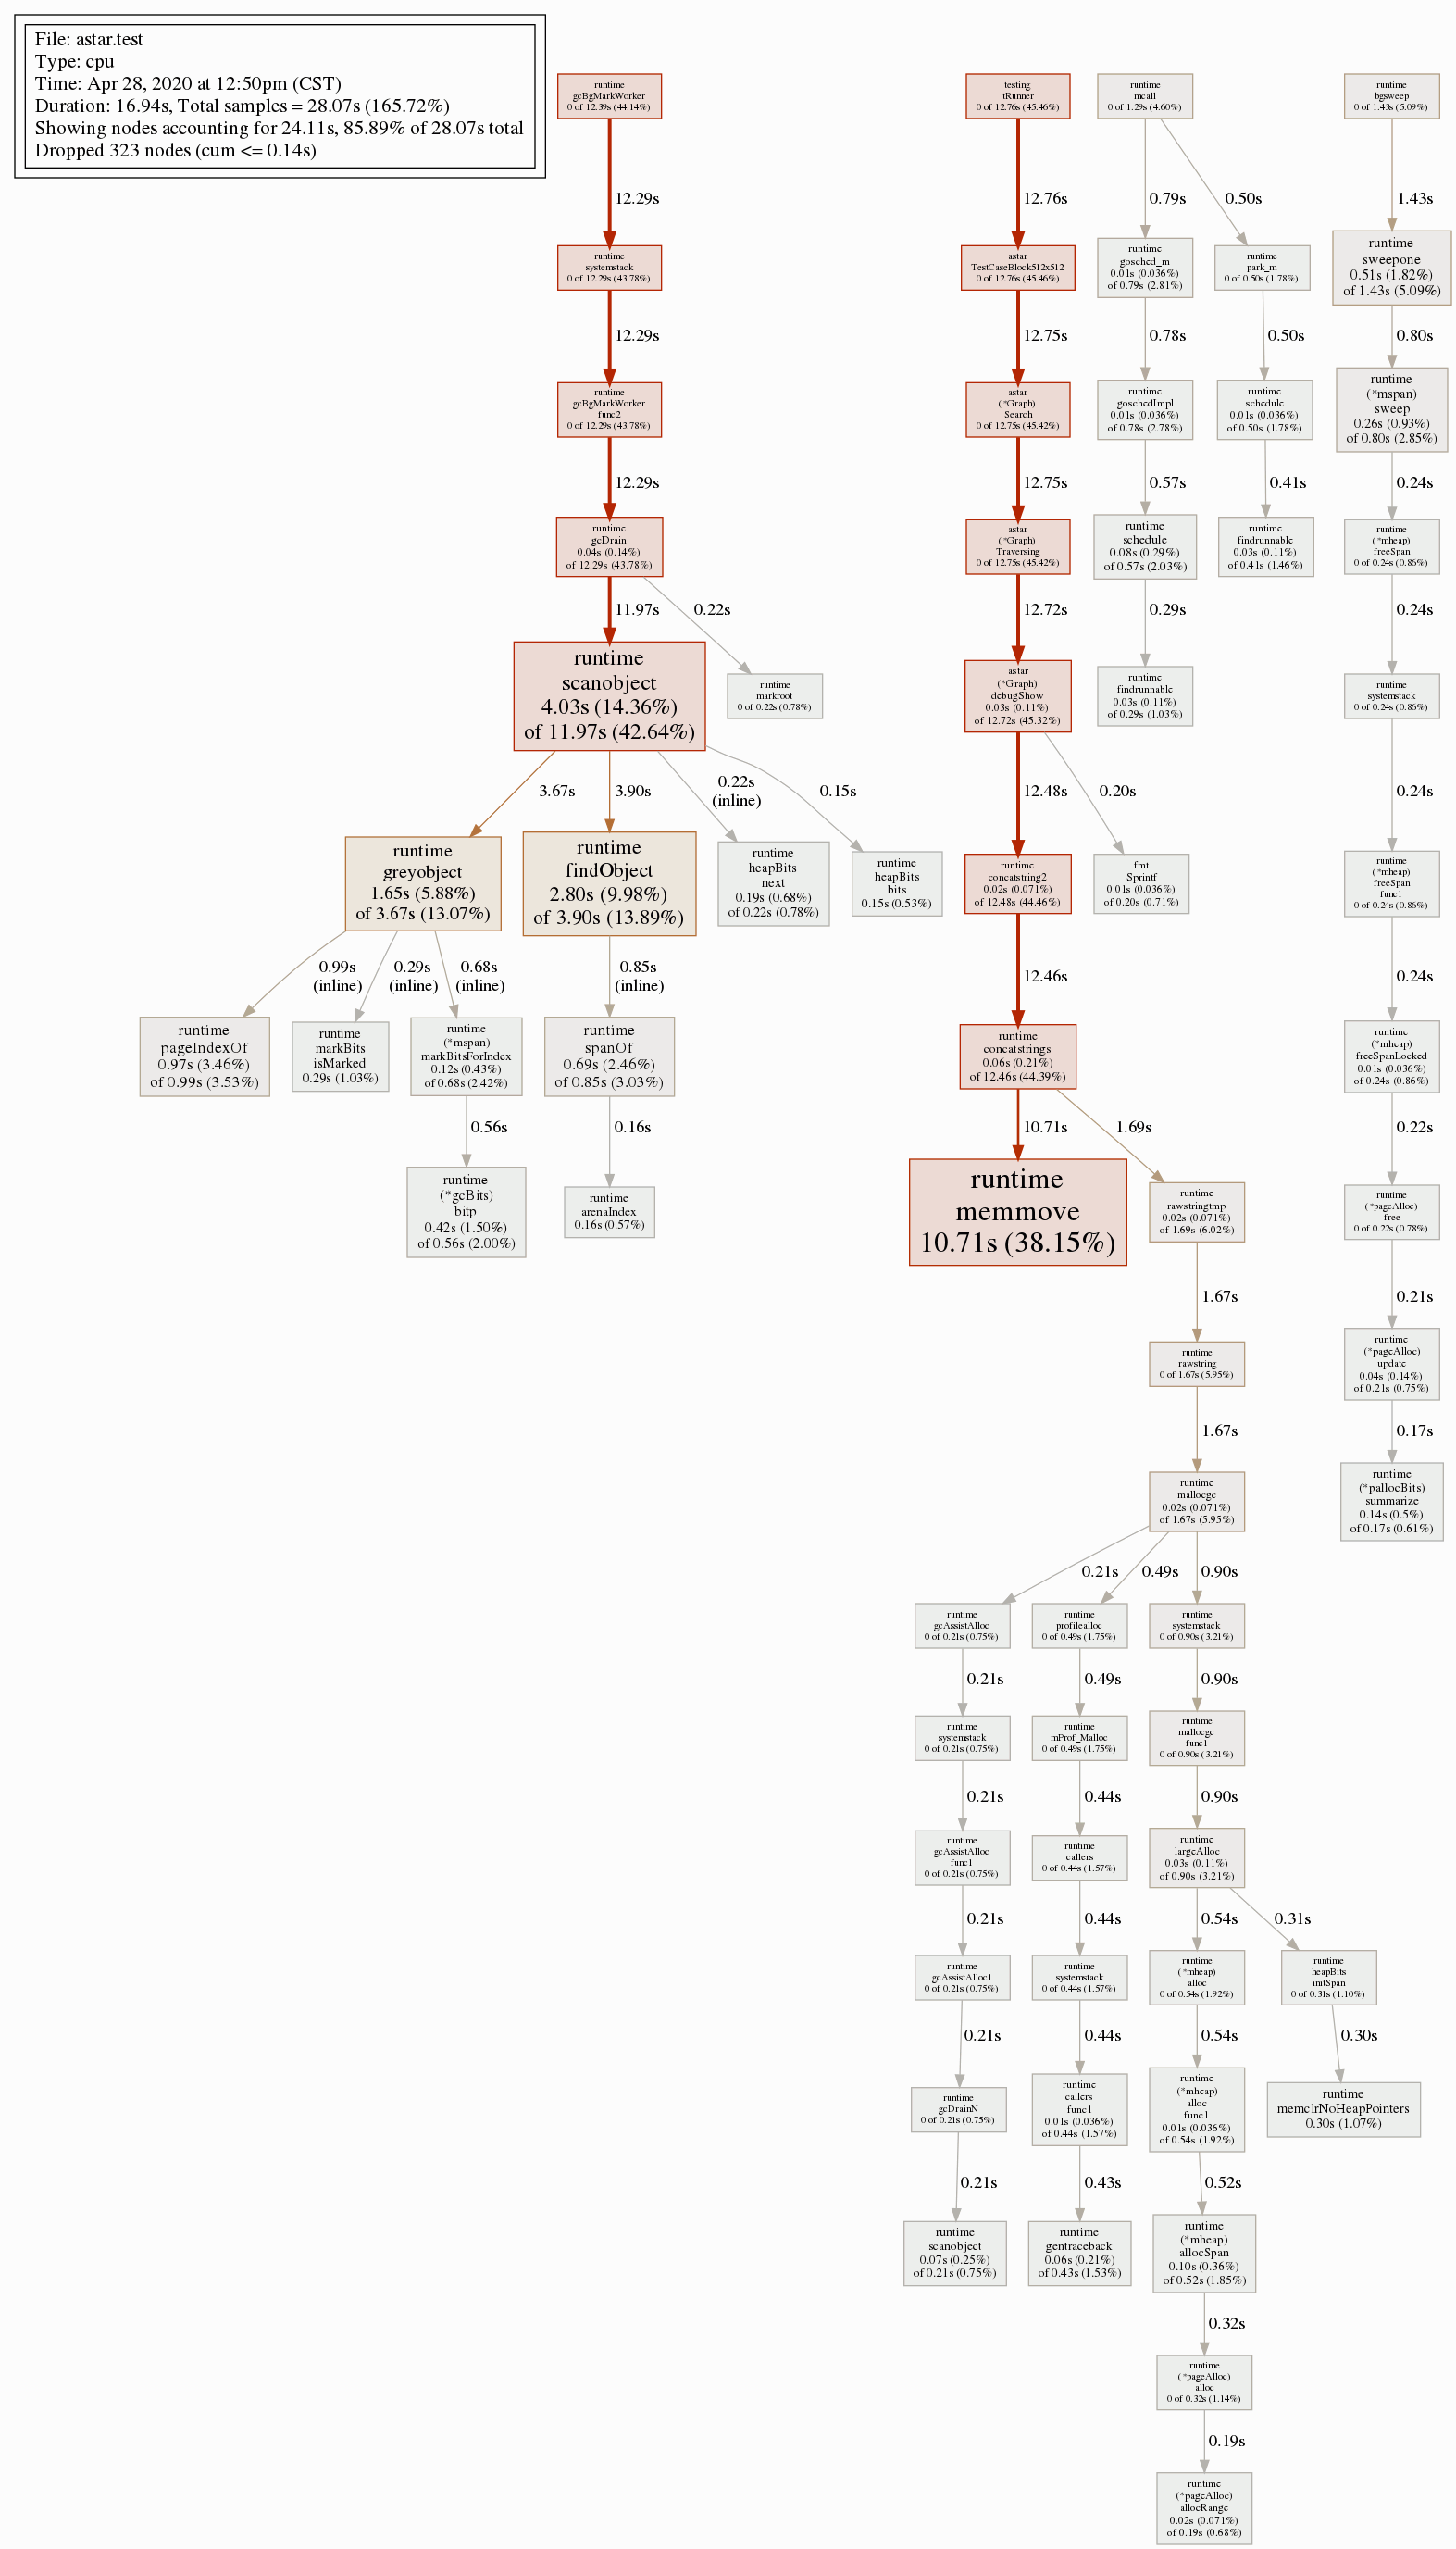 File: astar.test
Type: cpu
Time: Apr 28, 2020 at 12:50pm (CST)
Duration: 16.94s, Total samples = 28.07s (165.72%)
Showing nodes accounting for 24.11s, 85.89% of 28.07s total
Dropped 323 nodes (cum <= 0.14s)
runtime
gcBgMarkWorker
0 of 12.39s (44.14%)
12.29s
runtime
systemstack
0 of 12.29s (43.78%)
12.29s
runtime
gcBgMarkWorker
func2
0 of 12.29s (43.78%)
12.29s
runtime
gcDrain
0.04s (0.14%)
of 12.29s (43.78%)
11.97s
0.22s
runtime
scanobject
4.03s (14.36%)
of 11.97s (42.64%)
runtime
markroot
0 of 0.22s (0.78%)
3.67s
3.90s
0.22s
(inline)
0.15s
runtime
greyobject
1.65s (5.88%)
of 3.67s (13.07%)
runtime
findObject
2.80s (9.98%)
of 3.90s (13.89%)
runtime
heapBits
next
0.19s (0.68%)
of 0.22s (0.78%)
runtime
heapBits
bits
0.15s (0.53%)
0.99s
(inline)
0.29s
(inline)
0.68s
(inline)
0.85s
(inline)
runtime
pageIndexOf
0.97s (3.46%)
of 0.99s (3.53%)
runtime
markBits
isMarked
0.29s (1.03%)
runtime
(*mspan)
markBitsForIndex
0.12s (0.43%)
of 0.68s (2.42%)
runtime
spanOf
0.69s (2.46%)
of 0.85s (3.03%)
0.56s
0.16s
runtime
(*gcBits)
bitp
0.42s (1.50%)
of 0.56s (2.00%)
runtime
arenaIndex
0.16s (0.57%)
testing
tRunner
0 of 12.76s (45.46%)
12.76s
astar
TestCaseBlock512x512
0 of 12.76s (45.46%)
12.75s
astar
(*Graph)
Search
0 of 12.75s (45.42%)
12.75s
astar
(*Graph)
Traversing
0 of 12.75s (45.42%)
12.72s
astar
(*Graph)
debugShow
0.03s (0.11%)
of 12.72s (45.32%)
12.48s
0.20s
runtime
concatstring2
0.02s (0.071%)
of 12.48s (44.46%)
fmt
Sprintf
0.01s (0.036%)
of 0.20s (0.71%)
12.46s
runtime
concatstrings
0.06s (0.21%)
of 12.46s (44.39%)
10.71s
1.69s
runtime
memmove
10.71s (38.15%)
runtime
rawstringtmp
0.02s (0.071%)
of 1.69s (6.02%)
1.67s
runtime
rawstring
0 of 1.67s (5.95%)
1.67s
runtime
mallocgc
0.02s (0.071%)
of 1.67s (5.95%)
0.21s
0.49s
0.90s
runtime
gcAssistAlloc
0 of 0.21s (0.75%)
runtime
profilealloc
0 of 0.49s (1.75%)
runtime
systemstack
0 of 0.90s (3.21%)
0.21s
0.49s
0.90s
runtime
systemstack
0 of 0.21s (0.75%)
runtime
mProf_Malloc
0 of 0.49s (1.75%)
runtime
mallocgc
func1
0 of 0.90s (3.21%)
0.21s
0.44s
0.90s
runtime
gcAssistAlloc
func1
0 of 0.21s (0.75%)
runtime
callers
0 of 0.44s (1.57%)
runtime
largeAlloc
0.03s (0.11%)
of 0.90s (3.21%)
0.21s
0.44s
0.54s
0.31s
runtime
gcAssistAlloc1
0 of 0.21s (0.75%)
runtime
systemstack
0 of 0.44s (1.57%)
runtime
(*mheap)
alloc
0 of 0.54s (1.92%)
runtime
heapBits
initSpan
0 of 0.31s (1.10%)
0.21s
0.44s
0.54s
0.30s
runtime
gcDrainN
0 of 0.21s (0.75%)
runtime
callers
func1
0.01s (0.036%)
of 0.44s (1.57%)
runtime
(*mheap)
alloc
func1
0.01s (0.036%)
of 0.54s (1.92%)
runtime
memclrNoHeapPointers
0.30s (1.07%)
0.21s
0.43s
0.52s
runtime
scanobject
0.07s (0.25%)
of 0.21s (0.75%)
runtime
gentraceback
0.06s (0.21%)
of 0.43s (1.53%)
runtime
(*mheap)
allocSpan
0.10s (0.36%)
of 0.52s (1.85%)
0.32s
runtime
(*pageAlloc)
alloc
0 of 0.32s (1.14%)
0.19s
runtime
(*pageAlloc)
allocRange
0.02s (0.071%)
of 0.19s (0.68%)
runtime
mcall
0 of 1.29s (4.60%)
0.79s
0.50s
runtime
gosched_m
0.01s (0.036%)
of 0.79s (2.81%)
runtime
park_m
0 of 0.50s (1.78%)
0.78s
0.50s
runtime
goschedImpl
0.01s (0.036%)
of 0.78s (2.78%)
runtime
schedule
0.01s (0.036%)
of 0.50s (1.78%)
0.57s
0.41s
runtime
schedule
0.08s (0.29%)
of 0.57s (2.03%)
runtime
findrunnable
0.03s (0.11%)
of 0.41s (1.46%)
0.29s
runtime
findrunnable
0.03s (0.11%)
of 0.29s (1.03%)
runtime
bgsweep
0 of 1.43s (5.09%)
1.43s
runtime
sweepone
0.51s (1.82%)
of 1.43s (5.09%)
0.80s
runtime
(*mspan)
sweep
0.26s (0.93%)
of 0.80s (2.85%)
0.24s
runtime
(*mheap)
freeSpan
0 of 0.24s (0.86%)
0.24s
runtime
systemstack
0 of 0.24s (0.86%)
0.24s
runtime
(*mheap)
freeSpan
func1
0 of 0.24s (0.86%)
0.24s
runtime
(*mheap)
freeSpanLocked
0.01s (0.036%)
of 0.24s (0.86%)
0.22s
runtime
(*pageAlloc)
free
0 of 0.22s (0.78%)
0.21s
runtime
(*pageAlloc)
update
0.04s (0.14%)
of 0.21s (0.75%)
0.17s
runtime
(*pallocBits)
summarize
0.14s (0.5%)
of 0.17s (0.61%)